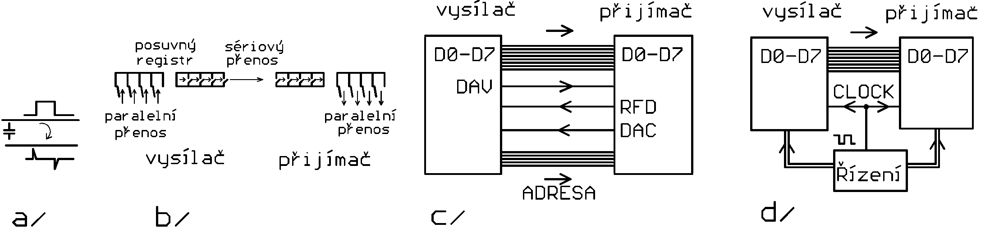 posuvný
registr
sériový
přenos
paralelní
přenos
paralelní
přenos
vysílač
přijímač
vysílač
přijímač
D0-D7
D0-D7
DAV
RFD
DAC
ADRESA
vysílač
přijímač
D0-D7
D0-D7
CLOCK
Řízení
a/
b/
c/
d/